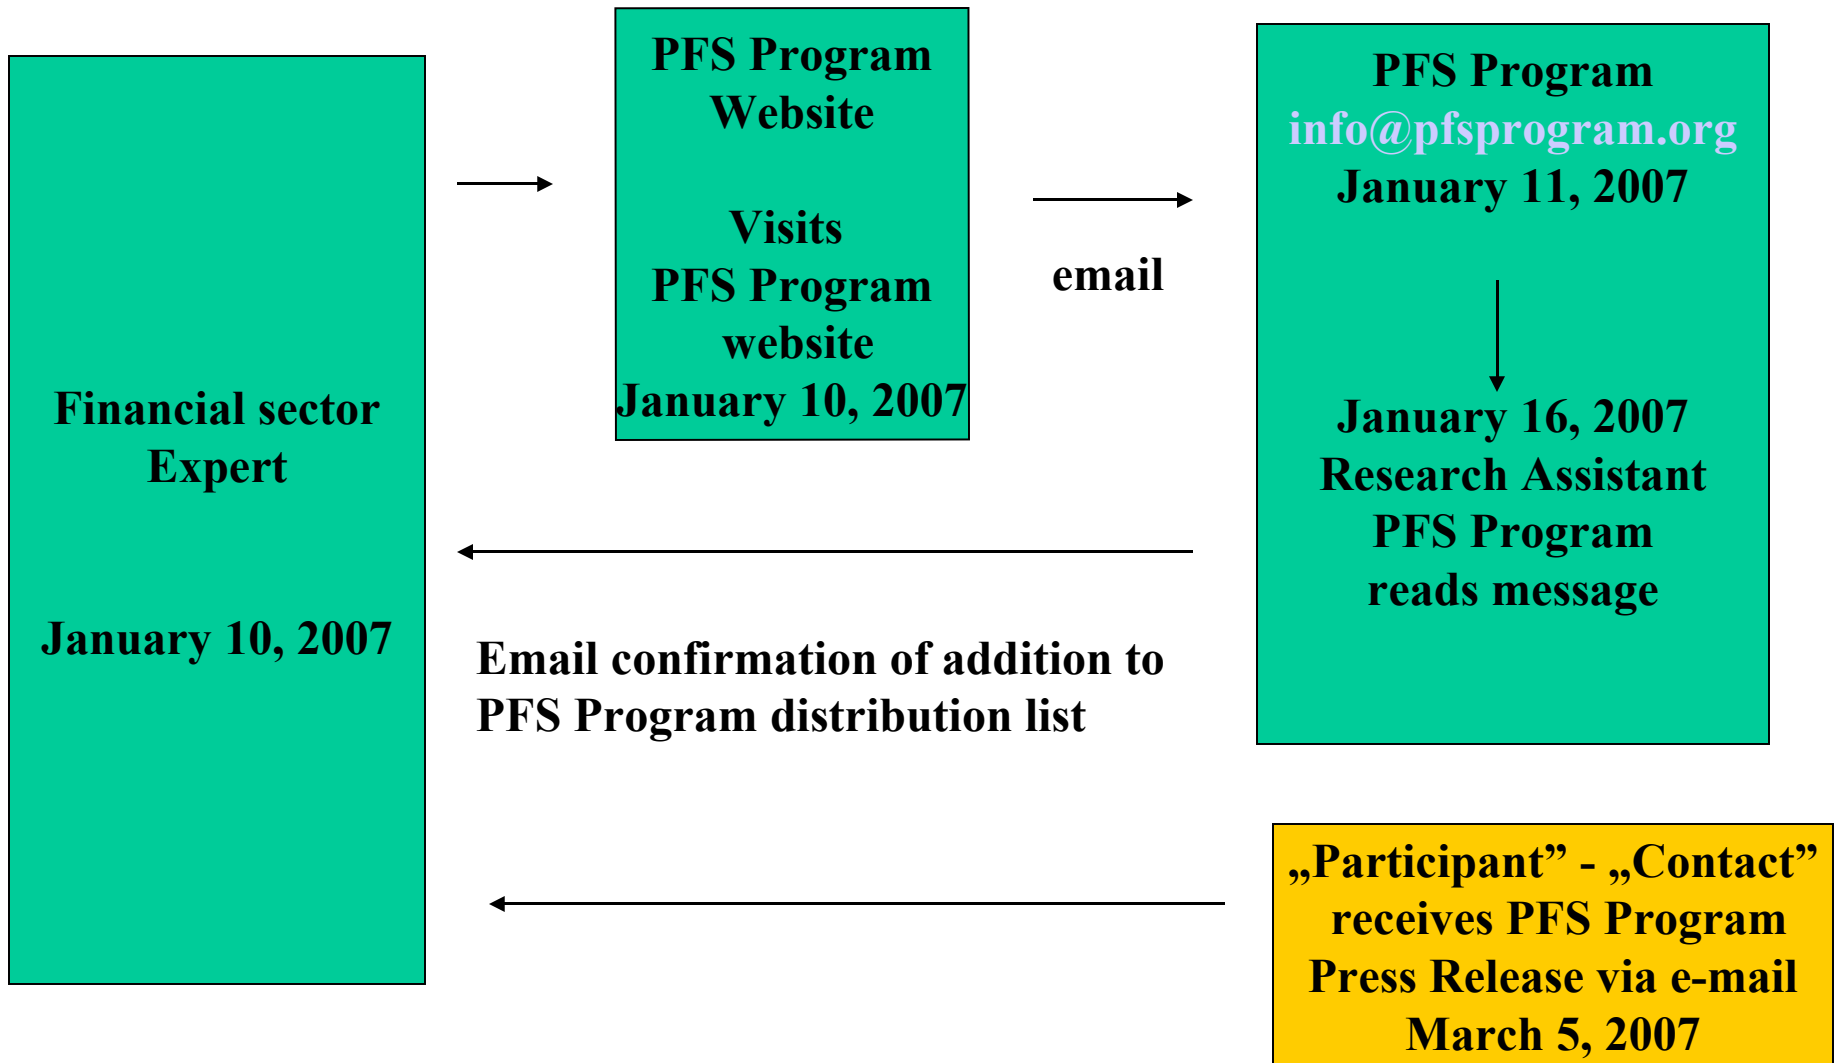 Financial sector
Expert
January 10, 2007
PFS Program
Website
Visits
PFS Program
website
January 10, 2007
email
PFS Program
info@pfsprogram.org
January 11, 2007
January 16, 2007
Research Assistant
PFS Program
reads message
Email confirmation of addition to
PFS Program distribution list
„Participant” - „Contact”
receives PFS Program
Press Release via e-mail
March 5, 2007